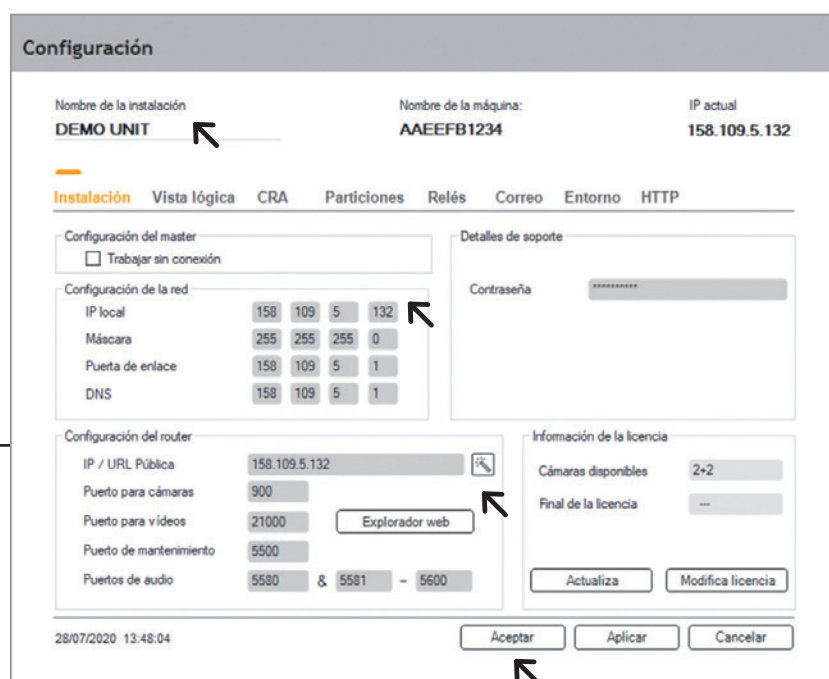 Configuración
Nombre de la instalación Nombre de la máquina: IP actual
DEMO UNIT AAEEFB1234 158.109.5.132
Instalación Vista lógica CRA Particiones Relés Correo Entorno HTTP
Configuración del master Detalles de soporte
Trabajar sin conexión
Configuración de la red Contraseña **********
IP local 158 109 5 132
Máscara 255 255 255 0
Puerta de enlace 158 109 5 1
DNS 158 109 5 1
Configuración del router Información de la licencia
IP / URL Pública 158.109.5.132 Cámaras disponibles 2+2
Puerto para cámaras 900 Final de la licencia ---
Puerto para vídeos 21000 Explorador web
Puerto de mantenimiento 5500
Puertos de audio 5580 & 5581 - 5600 Actualiza Modifica licencia
28/07/2020 13:48:04 Aceptar Aplicar Cancelar